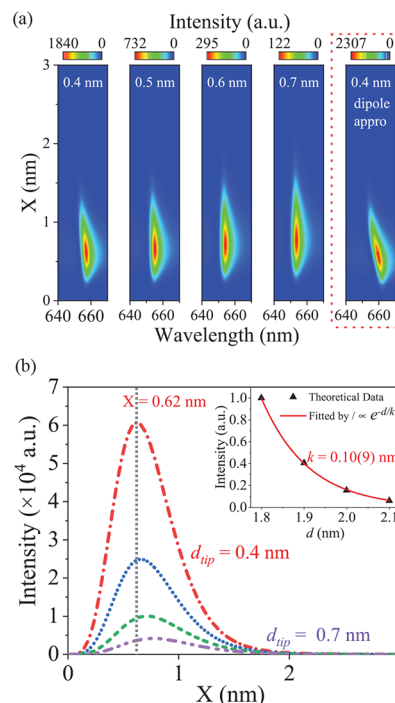 (a)
Intensity (a.u.)
1840 0 732 0 295 0 122 0 2307 0
0.4 nm 0.5 nm 0.6 nm 0.7 nm 0.4 nm
dipole
appro
X (nm)
3
2
1
0
640 660 640 660 640 660 640 660 640 660
Wavelength (nm)
(b)
Intensity (×10⁴ a.u.)
7
6
5
4
3
2
1
0
X = 0.62 nm
d_tip = 0.4 nm
d_tip = 0.7 nm
0 1 2
X (nm)
Intensity (a.u.)
1.0
0.8
0.6
0.4
0.2
0.0
Theoretical Data
Fitted by I ∝ e^-d/k
k = 0.10(9) nm
1.8 1.9 2.0 2.1
d (nm)